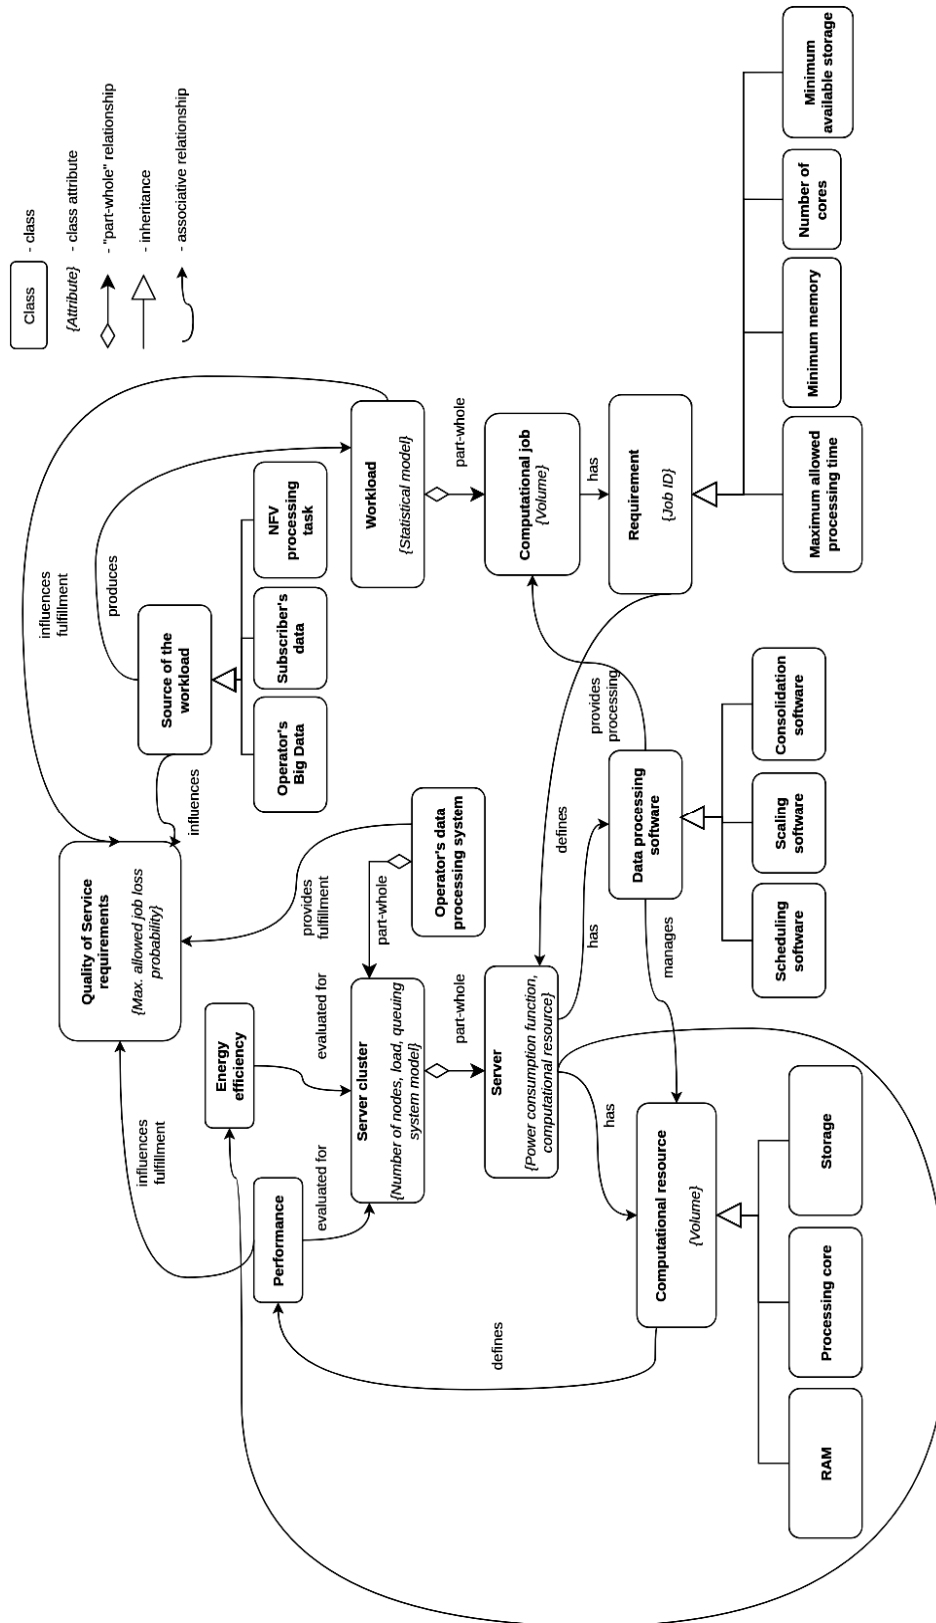 Class
- class
{Attribute}
- class attribute
- "part-whole" relationship
- inheritance
- associative relationship
influences
fulfillment
produces
Quality of Service
requirements
{Max. allowed job loss
probability}
influences
Source of the
workload
Operator's
Big Data
Subscriber's
data
NFV
processing
task
influences
fulfillment
Energy
efficiency
provides
fulfillment
Performance
evaluated for
evaluated for
part-whole
Operator's data
processing system
Workload
{Statistical model}
part-whole
Server cluster
{Number of nodes, load, queuing
system model}
part-whole
Computational job
{Volume}
has
Server
{Power consumption function,
computational resource}
defines
provides
processing
Requirement
{Job ID}
defines
has
has
Data processing
software
manages
Computational resource
{Volume}
RAM
Processing core
Storage
Scheduling
software
Scaling
software
Consolidation
software
Maximum allowed
processing time
Minimum memory
Number of
cores
Minimum
available storage